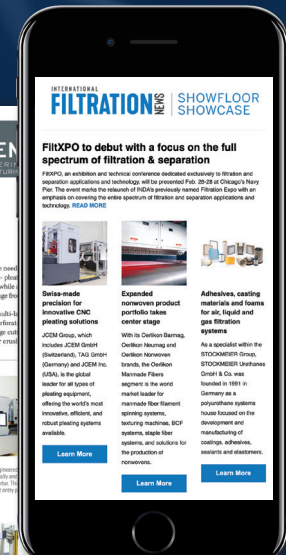 INTERNATIONAL
FILTRATION NEWS
SHOWFLOOR
SHOWCASE
FiltXPO to debut with a focus on the full
spectrum of filtration & separation
FiltXPO, an exhibition and technical conference dedicated exclusively to filtration and
separation applications and technology, will be presented Feb. 26-28 at Chicago's Navy
Pier. The event marks the relaunch of INDA's previously named Filtration Expo with an
emphasis on covering the entire spectrum of filtration and separation applications and
technology. READ MORE
Swiss-made
precision for
innovative CNC
pleating solutions
JCEM Group, which
includes JCEM GmbH
(Switzerland), TAG GmbH
(Germany) and JCEM Inc.
(USA), is the global
leader for all types of
pleating equipment,
offering the world's most
innovative, efficient, and
robust pleating systems
available.
Learn More
Expanded
nonwoven product
portfolio takes
center stage
With its Oerlikon Barmag,
Oerlikon Neumag and
Oerlikon Nonwoven
brands, the Oerlikon
Manmade Fibers
segment is the world
market leader for
manmade fiber filament
spinning systems,
texturing machines, BCF
systems, staple fiber
systems, and solutions for
the production of
nonwovens.
Learn More
Adhesives, casting
materials and foams
for air, liquid and
gas filtration
systems
As a specialist within the
STOCKMEIER Group,
STOCKMEIER Urethanes
GmbH & Co. was
founded in 1991 in
Germany as a
polyurethane systems
house focused on the
development and
manufacturing of
coatings, adhesives,
sealants and elastomers.
Learn More